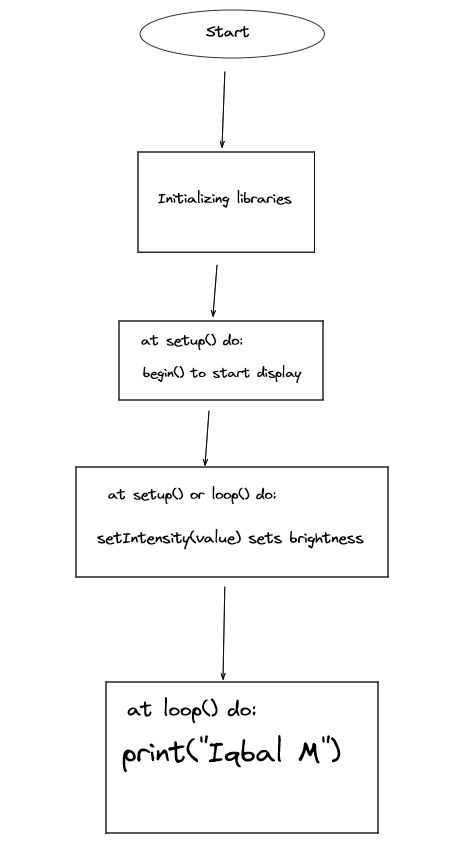 Start
Initializing libraries
at setup() do:
begin() to start display
at setup() or loop() do:
setIntensity(value) sets brightness
at loop() do:
print("Iqbal M")